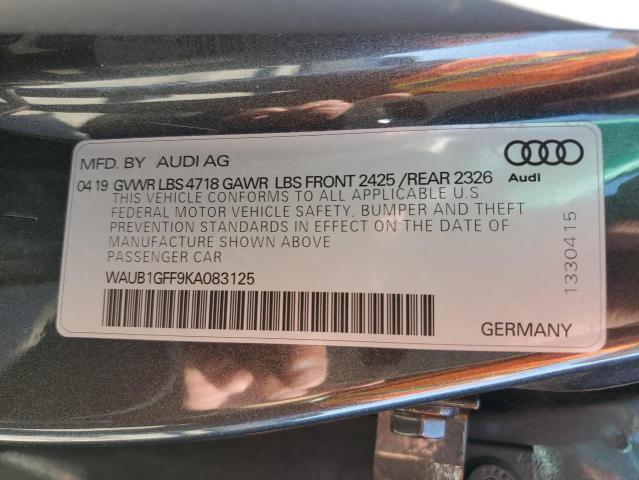 MFD. BY AUDI AG
Audi
04 19 GVWR LBS 4718 GAWR LBS FRONT 2425 /REAR 2326
THIS VEHICLE CONFORMS TO ALL APPLICABLE U.S.
FEDERAL MOTOR VEHICLE SAFETY, BUMPER AND THEFT
PREVENTION STANDARDS IN EFFECT ON THE DATE OF
MANUFACTURE SHOWN ABOVE
PASSENGER CAR
WAUB1GFF9KA083125
1330415
GERMANY